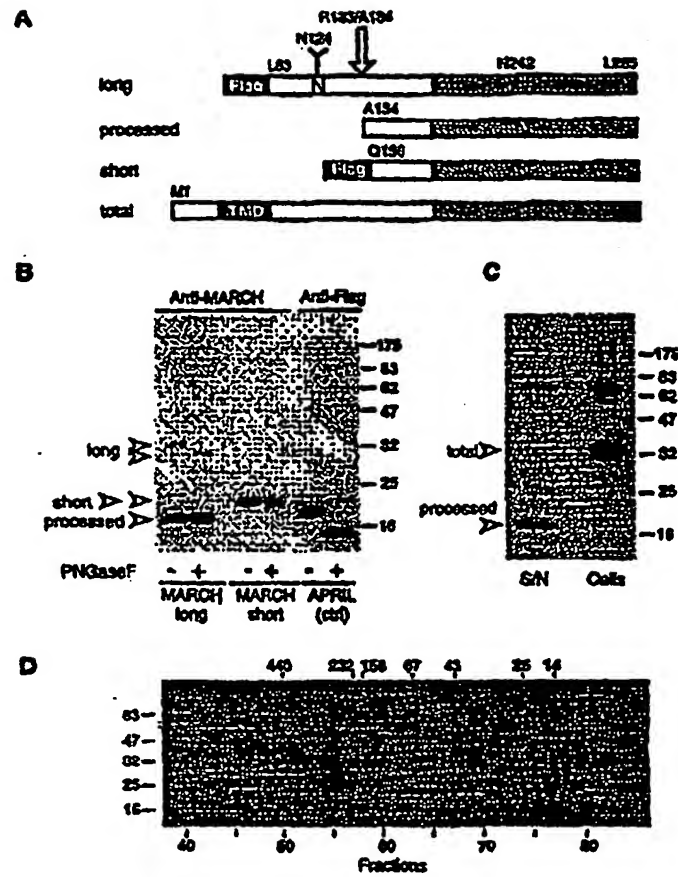 A
R133/A134
N124
L83
H242
L285
long
Flag
N
A134
processed
Q136
short
Flag
M1
total
TMD
B
C
Anti-MARCH
Anti-Flag
175
83
62
47
32
25
16
long
short
processed
PNGaseF
- + - + - +
MARCH long
MARCH short
APRIL (ctrl)
175
83
62
47
32
25
16
total
processed
S/N
Cells
D
440
232
158
67
43
25
14
83
47
32
25
16
40
50
60
70
80
Fractions